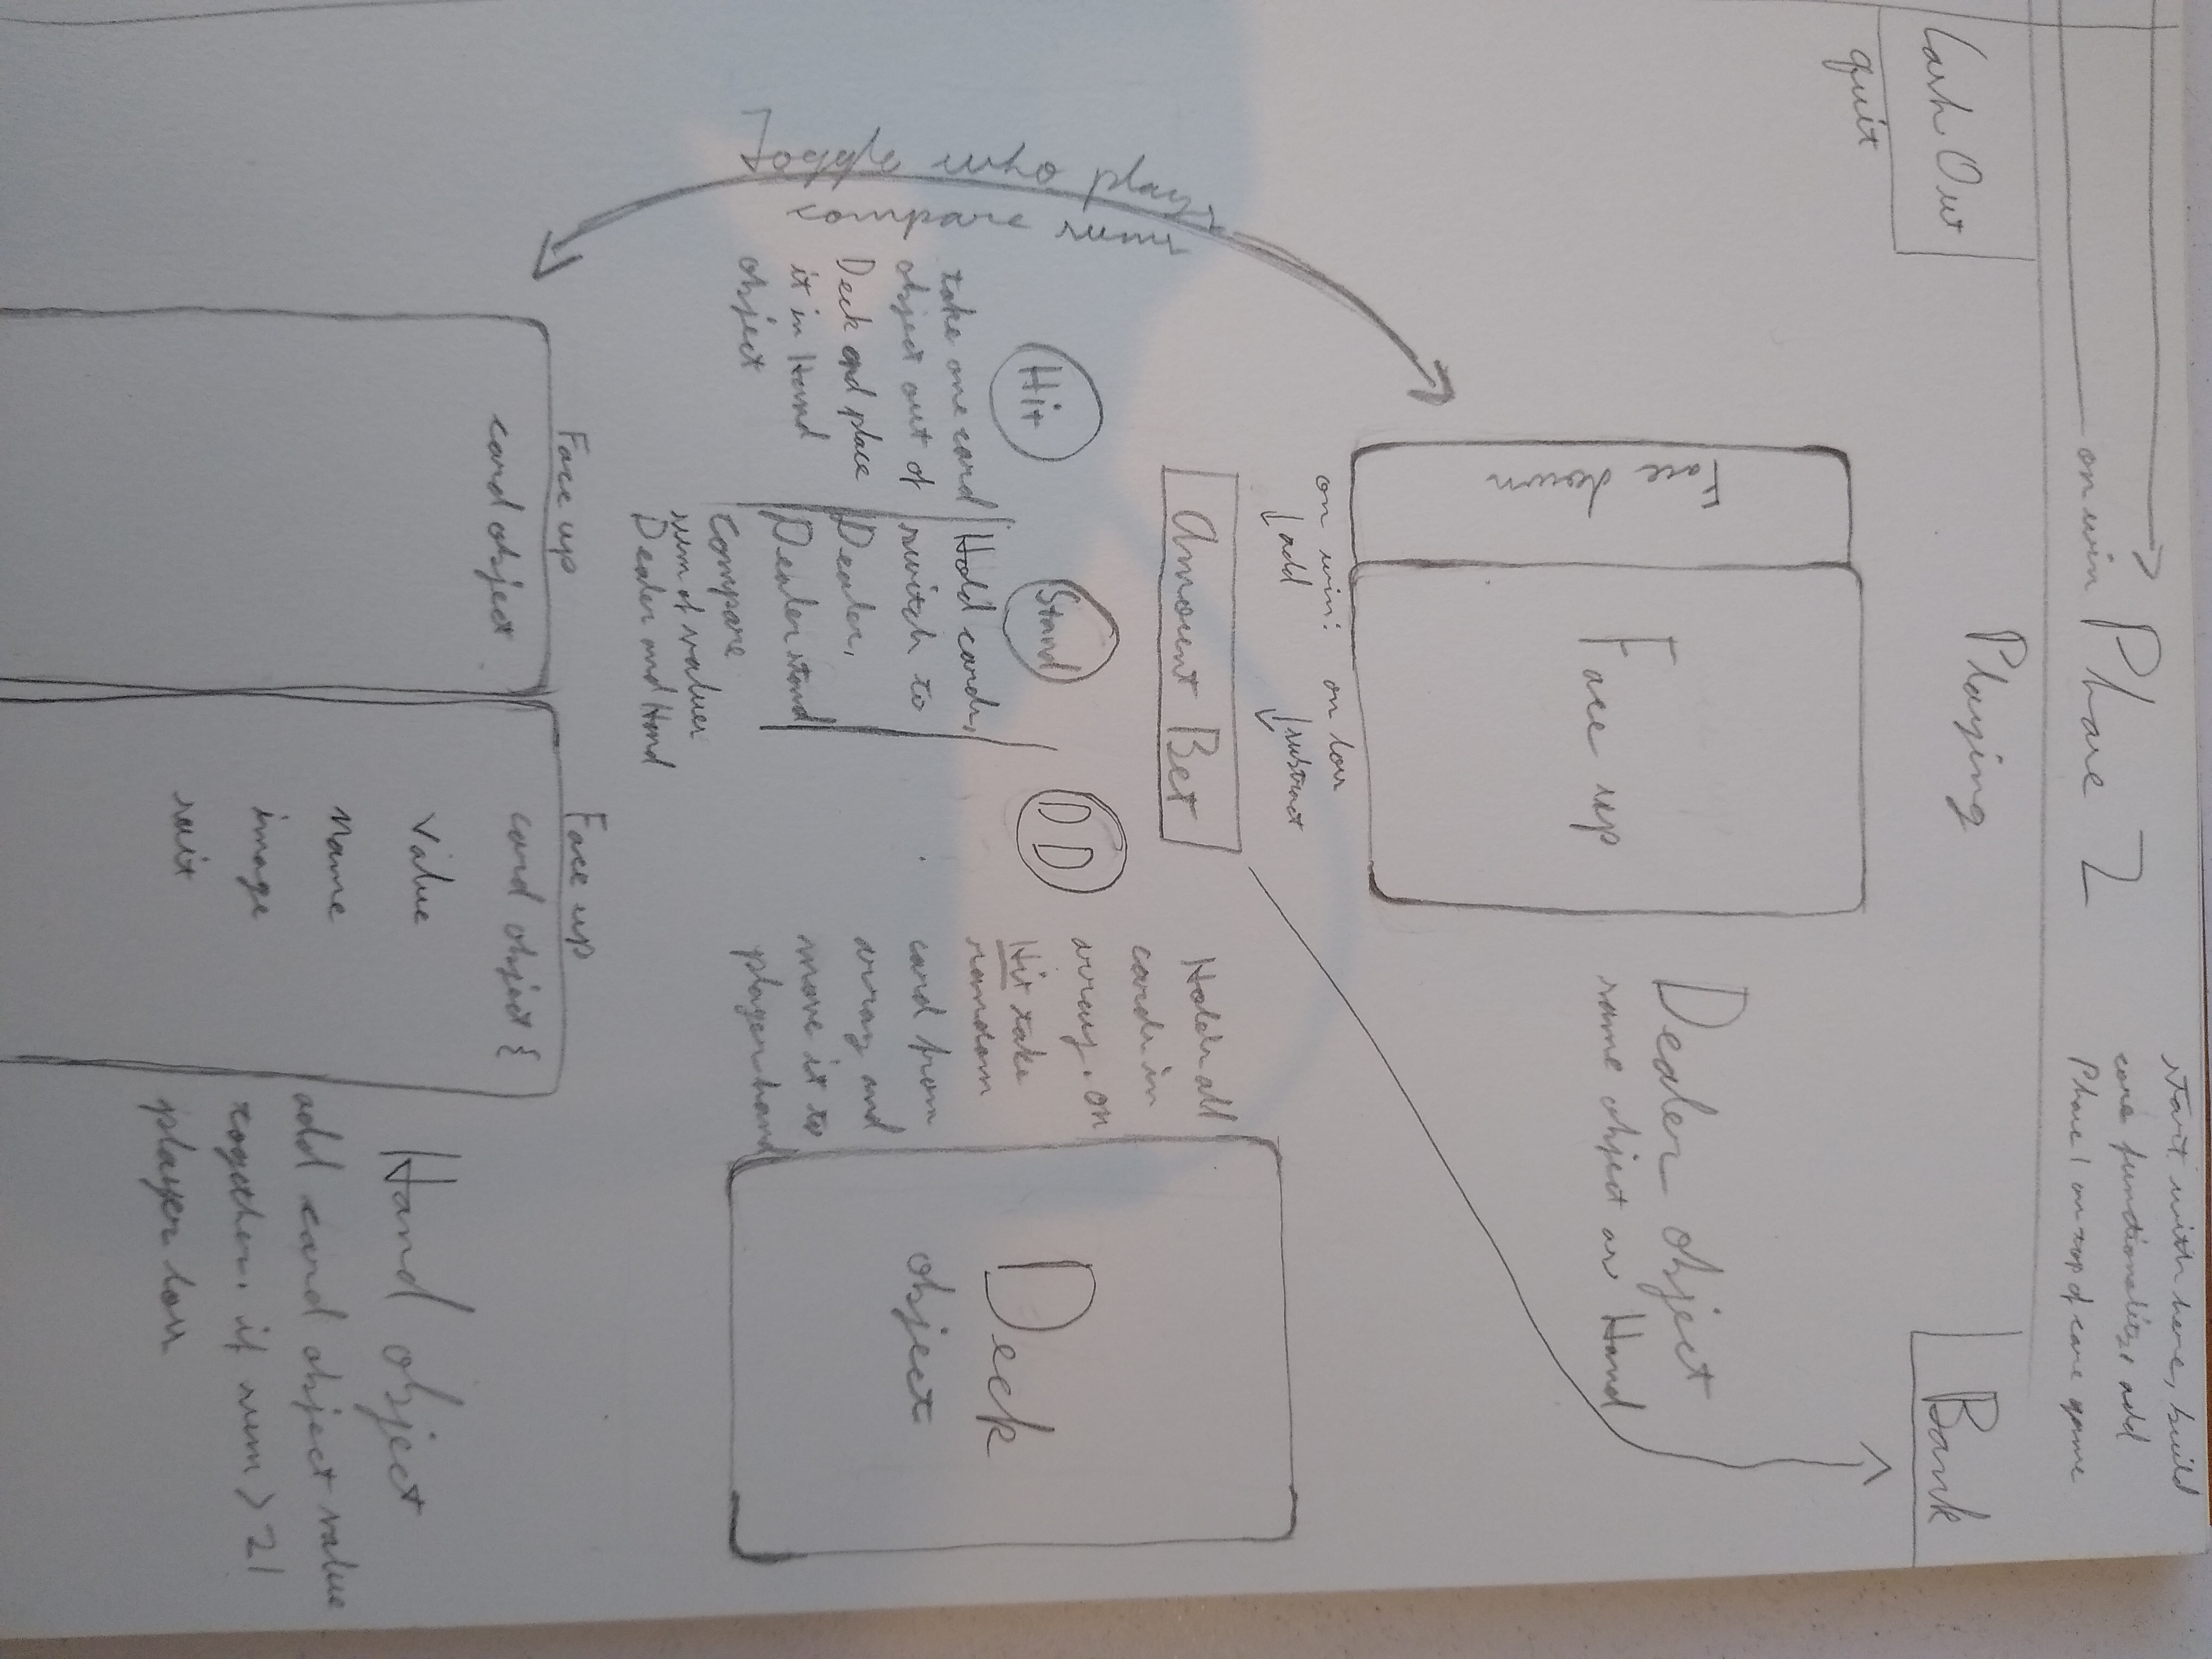 on win Phase 2
start with here, build
core functionality, add
Phase 1 on top of core game
Cash Out
quit
Playing
Bank
Face down
Face up
Dealer object
same object as Hand
on win: on loss
add subtract
Amount Bet
Toggle who plays
compare sums
Hit
take one card
object out of
Deck and place
it in Hand
object
Stand
Hold cards,
switch to
Dealer,
Dealer stand
compare
sum of values
Dealer and Hand
DD
Holds all
cards in
array, on
Hit take
random
card from
array and
move it to
player hand
Deck
object
Face up
card object
Face up
card object {
value
name
image
suit
Hand object
add card object value
together, if sum > 21
player loss